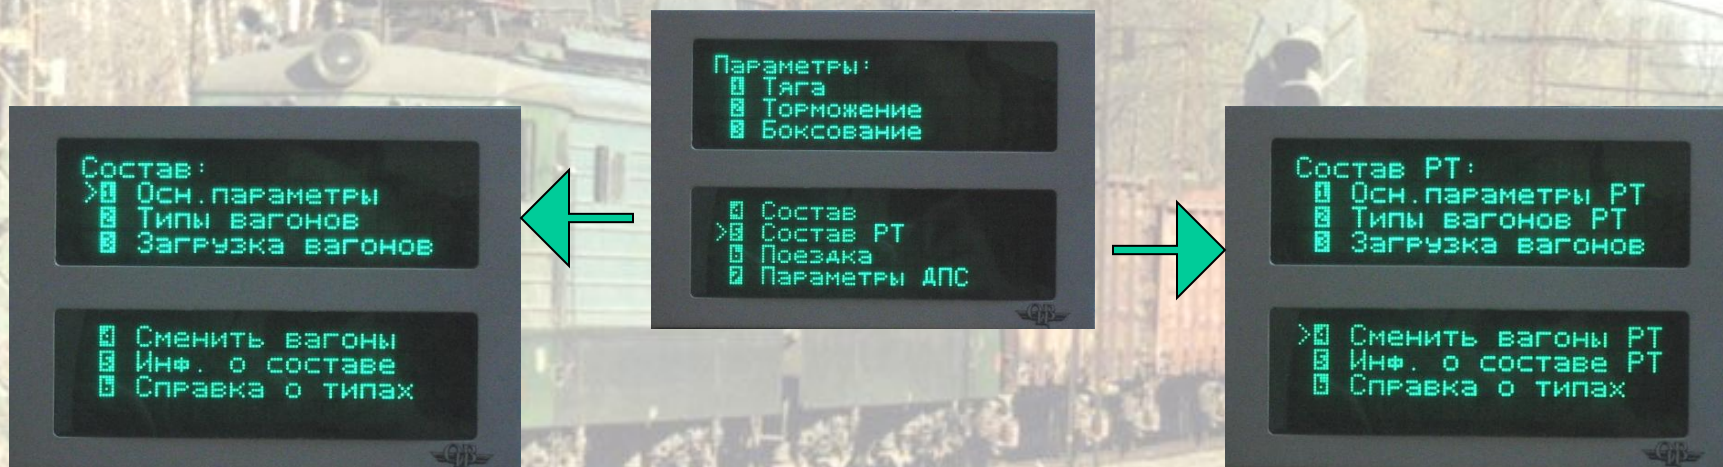 Параметры:
1 Тяга
2 Торможение
3 Боксование
4 Состав
>5 Состав РТ
6 Поездка
7 Параметры ДПС
Состав:
>1 Осн.параметры
2 Типы вагонов
3 Загрузка вагонов
4 Сменить вагоны
5 Инф. о составе
6 Справка о типах
Состав РТ:
1 Осн.параметры РТ
2 Типы вагонов РТ
3 Загрузка вагонов
>4 Сменить вагоны РТ
5 Инф. о составе РТ
6 Справка о типах